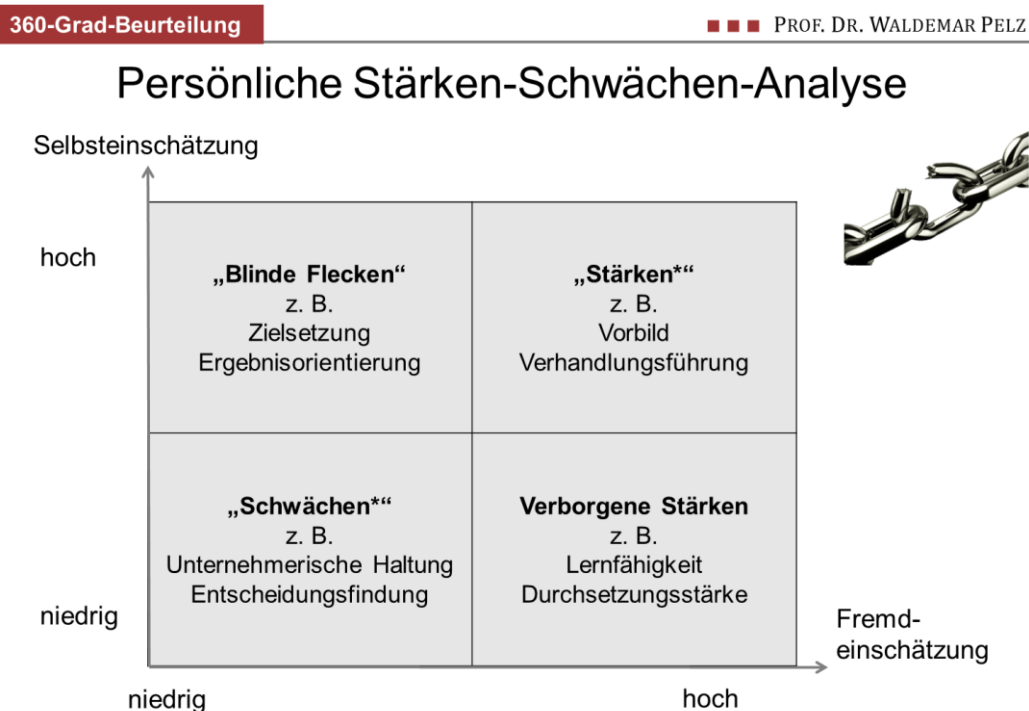 360-Grad-Beurteilung
PROF. DR. WALDEMAR PELZ
Persönliche Stärken-Schwächen-Analyse
Selbsteinschätzung
hoch
„Blinde Flecken“
z. B.
Zielsetzung
Ergebnisorientierung
„Stärken*“
z. B.
Vorbild
Verhandlungsführung
„Schwächen*“
z. B.
Unternehmerische Haltung
Entscheidungsfindung
Verborgene Stärken
z. B.
Lernfähigkeit
Durchsetzungsstärke
niedrig
Fremd-
einschätzung
niedrig
hoch